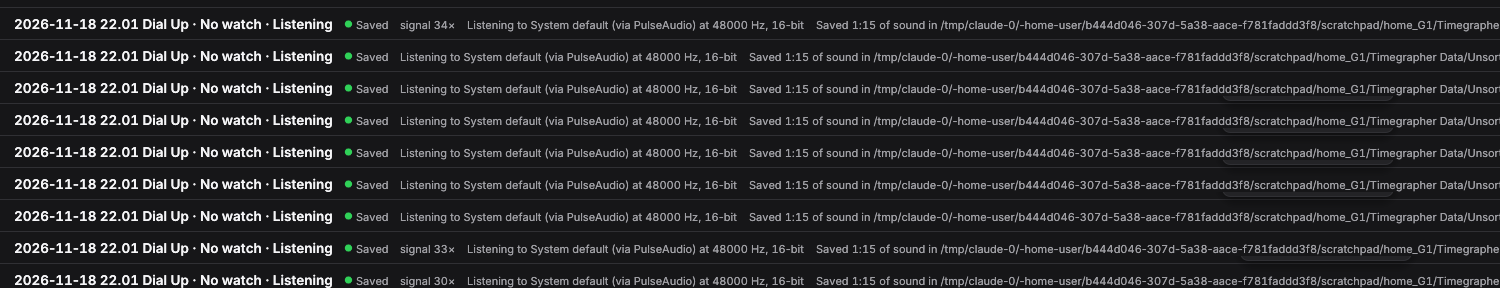 2026-11-18 22.01 Dial Up · No watch · Listening Saved signal 34× Listening to System default (via PulseAudio) at 48000 Hz, 16-bit Saved 1:15 of sound in /tmp/claude-0/-home-user/b444d046-307d-5a38-aace-f781faddd3f8/scratchpad/home_G1/Timegraphe
2026-11-18 22.01 Dial Up · No watch · Listening Saved Listening to System default (via PulseAudio) at 48000 Hz, 16-bit Saved 1:15 of sound in /tmp/claude-0/-home-user/b444d046-307d-5a38-aace-f781faddd3f8/scratchpad/home_G1/Timegrapher Data/Unsort
2026-11-18 22.01 Dial Up · No watch · Listening Saved Listening to System default (via PulseAudio) at 48000 Hz, 16-bit Saved 1:15 of sound in /tmp/claude-0/-home-user/b444d046-307d-5a38-aace-f781faddd3f8/scratchpad/home_G1/Timegrapher Data/Unsort
2026-11-18 22.01 Dial Up · No watch · Listening Saved Listening to System default (via PulseAudio) at 48000 Hz, 16-bit Saved 1:15 of sound in /tmp/claude-0/-home-user/b444d046-307d-5a38-aace-f781faddd3f8/scratchpad/home_G1/Timegrapher Data/Unsort
2026-11-18 22.01 Dial Up · No watch · Listening Saved Listening to System default (via PulseAudio) at 48000 Hz, 16-bit Saved 1:15 of sound in /tmp/claude-0/-home-user/b444d046-307d-5a38-aace-f781faddd3f8/scratchpad/home_G1/Timegrapher Data/Unsort
2026-11-18 22.01 Dial Up · No watch · Listening Saved Listening to System default (via PulseAudio) at 48000 Hz, 16-bit Saved 1:15 of sound in /tmp/claude-0/-home-user/b444d046-307d-5a38-aace-f781faddd3f8/scratchpad/home_G1/Timegrapher Data/Unsort
2026-11-18 22.01 Dial Up · No watch · Listening Saved Listening to System default (via PulseAudio) at 48000 Hz, 16-bit Saved 1:15 of sound in /tmp/claude-0/-home-user/b444d046-307d-5a38-aace-f781faddd3f8/scratchpad/home_G1/Timegrapher Data/Unsort
2026-11-18 22.01 Dial Up · No watch · Listening Saved signal 33× Listening to System default (via PulseAudio) at 48000 Hz, 16-bit Saved 1:15 of sound in /tmp/claude-0/-home-user/b444d046-307d-5a38-aace-f781faddd3f8/scratchpad/home_G1/Timegraphe
2026-11-18 22.01 Dial Up · No watch · Listening Saved signal 30× Listening to System default (via PulseAudio) at 48000 Hz, 16-bit Saved 1:15 of sound in /tmp/claude-0/-home-user/b444d046-307d-5a38-aace-f781faddd3f8/scratchpad/home_G1/Timegraphe